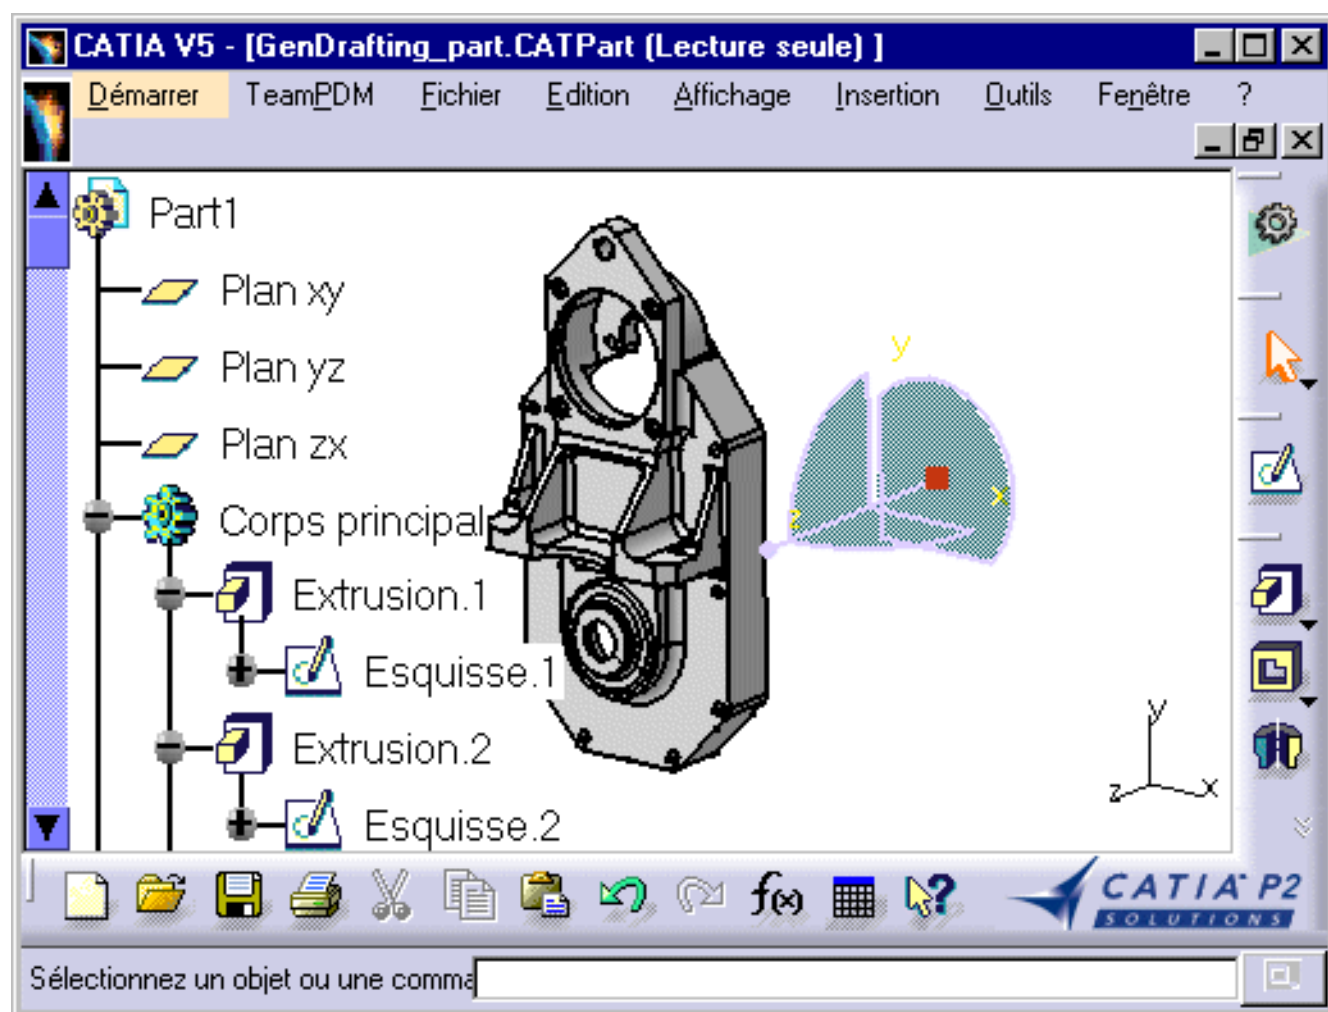 CATIA V5 - [GenDrafting_part.CATPart (Lecture seule) ]
Démarrer TeamPDM Fichier Edition Affichage Insertion Outils Fenêtre ?
Part1
Plan xy
Plan yz
Plan zx
Corps principal
Extrusion.1
Esquisse.1
Extrusion.2
Esquisse.2
y
x
z
y
z
x
f(x)
CATIA P2
SOLUTIONS
Sélectionnez un objet ou une comma